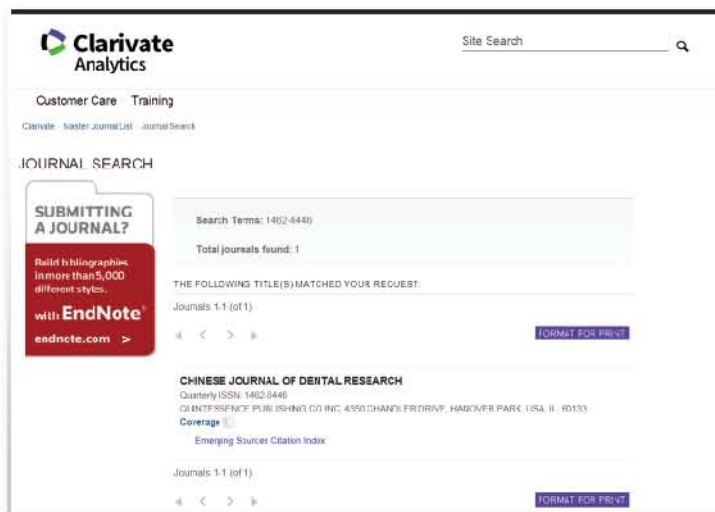 Clarivate
Analytics
Site Search
Customer Care Training
Clarivate Master Journal List Journal Search
JOURNAL SEARCH
SUBMITTING
A JOURNAL?
Build bibliographies
in more than 5,000
different styles.
with EndNote®
endnote.com >
Search Terms: 1462-6446
Total journals found: 1
THE FOLLOWING TITLE(S) MATCHED YOUR REQUEST:
Journals 1-1 (of 1)
FORMAT FOR PRINT
CHINESE JOURNAL OF DENTAL RESEARCH
Quarterly ISSN: 1462-6446
QUINTESSENCE PUBLISHING CO INC, 4350 CHANDLER DRIVE, HANOVER PARK, USA, IL, 60133
Coverage
Emerging Sources Citation Index
Journals 1-1 (of 1)
FORMAT FOR PRINT